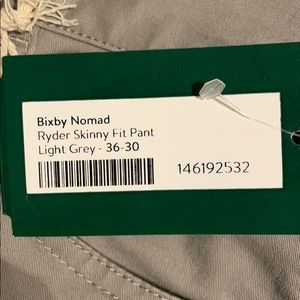 Bixby Nomad
Ryder Skinny Fit Pant
Light Grey - 36-30
146192532